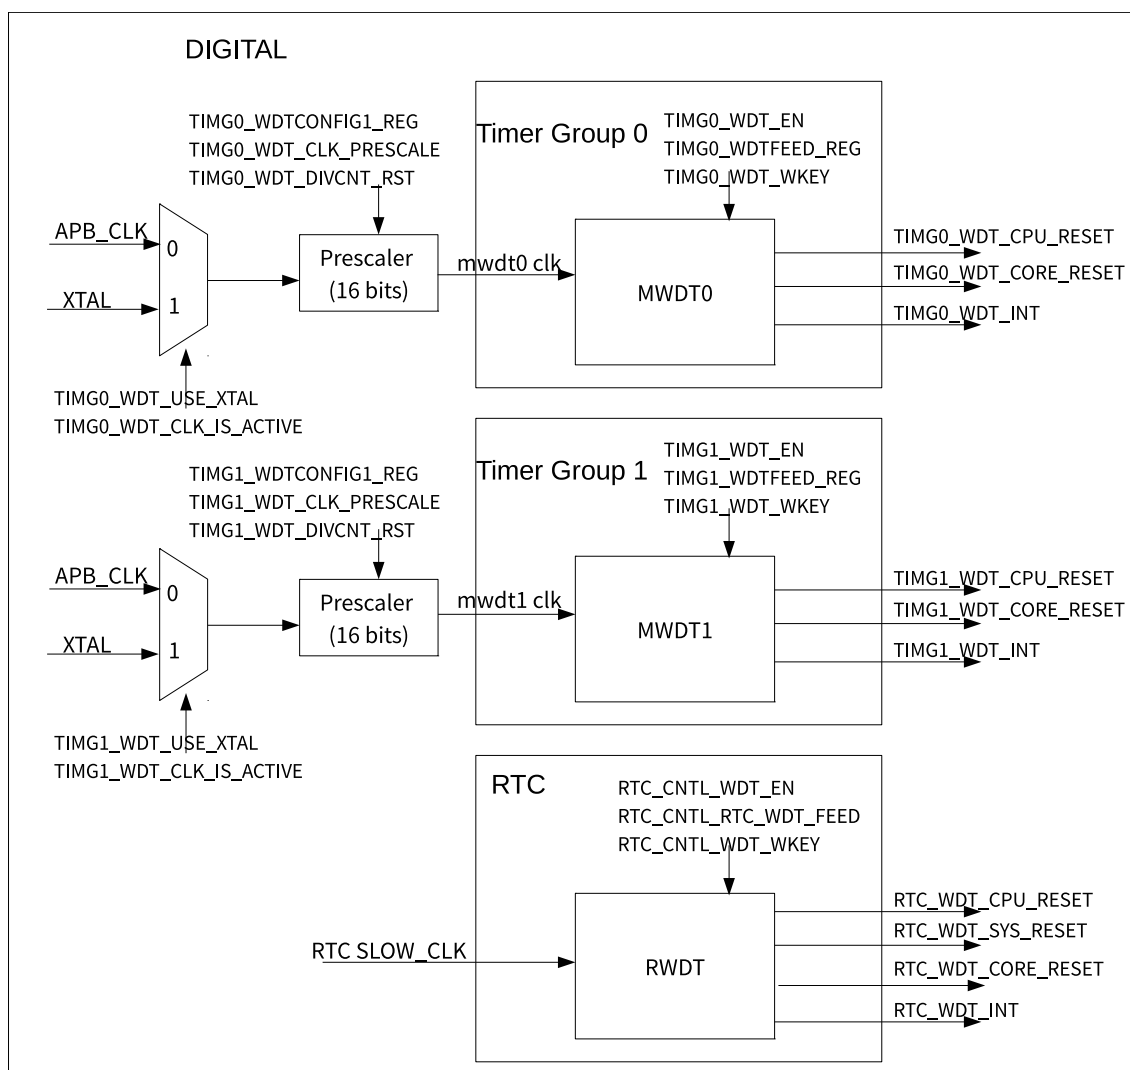 DIGITAL
TIMG0_WDTCONFIG1_REG
TIMG0_WDT_CLK_PRESCALE
TIMG0_WDT_DIVCNT_RST
Timer Group 0
TIMG0_WDT_EN
TIMG0_WDTFEED_REG
TIMG0_WDT_WKEY
APB_CLK
0
XTAL
1
Prescaler
(16 bits)
mwdt0 clk
MWDT0
TIMG0_WDT_CPU_RESET
TIMG0_WDT_CORE_RESET
TIMG0_WDT_INT
TIMG0_WDT_USE_XTAL
TIMG0_WDT_CLK_IS_ACTIVE
TIMG1_WDTCONFIG1_REG
TIMG1_WDT_CLK_PRESCALE
TIMG1_WDT_DIVCNT_RST
Timer Group 1
TIMG1_WDT_EN
TIMG1_WDTFEED_REG
TIMG1_WDT_WKEY
APB_CLK
0
XTAL
1
Prescaler
(16 bits)
mwdt1 clk
MWDT1
TIMG1_WDT_CPU_RESET
TIMG1_WDT_CORE_RESET
TIMG1_WDT_INT
TIMG1_WDT_USE_XTAL
TIMG1_WDT_CLK_IS_ACTIVE
RTC
RTC_CNTL_WDT_EN
RTC_CNTL_RTC_WDT_FEED
RTC_CNTL_WDT_WKEY
RTC SLOW_CLK
RWDT
RTC_WDT_CPU_RESET
RTC_WDT_SYS_RESET
RTC_WDT_CORE_RESET
RTC_WDT_INT